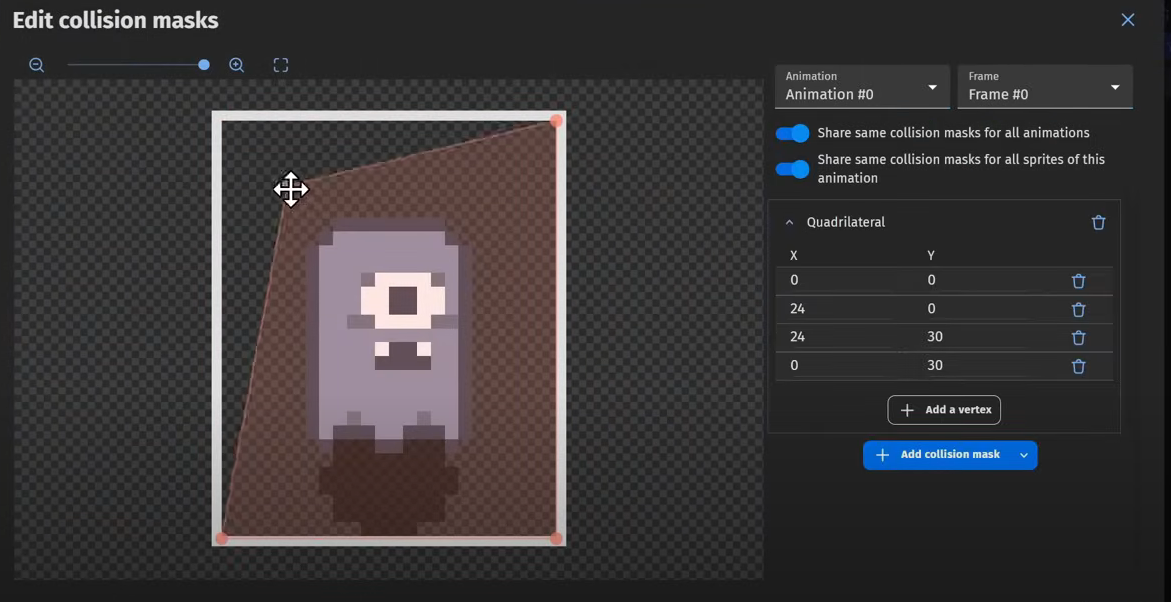 Edit collision masks
Animation
Animation #0
Frame
Frame #0
Share same collision masks for all animations
Share same collision masks for all sprites of this
animation
Quadrilateral
X Y
0 0
24 0
24 30
0 30
Add a vertex
Add collision mask